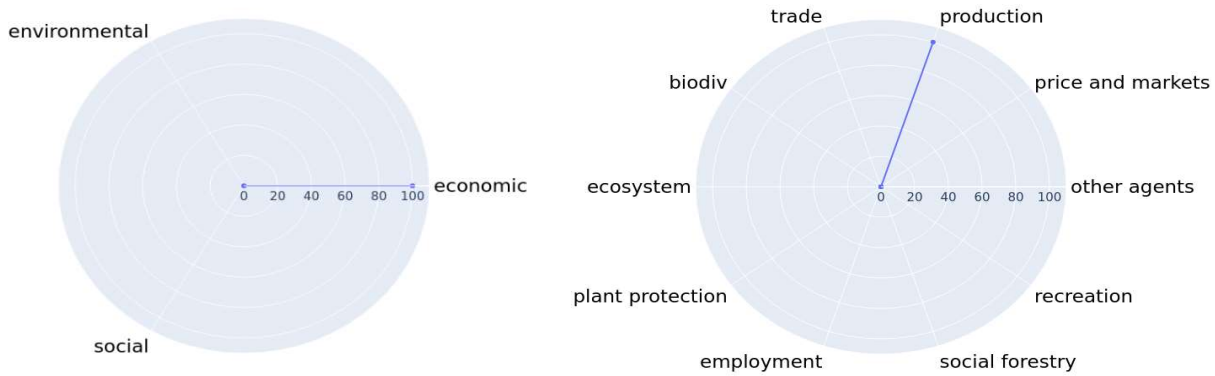 environmental
0 20 40 60 80 100
economic
social
trade
production
biodiv
price and markets
ecosystem
0 20 40 60 80 100
other agents
plant protection
recreation
employment
social forestry